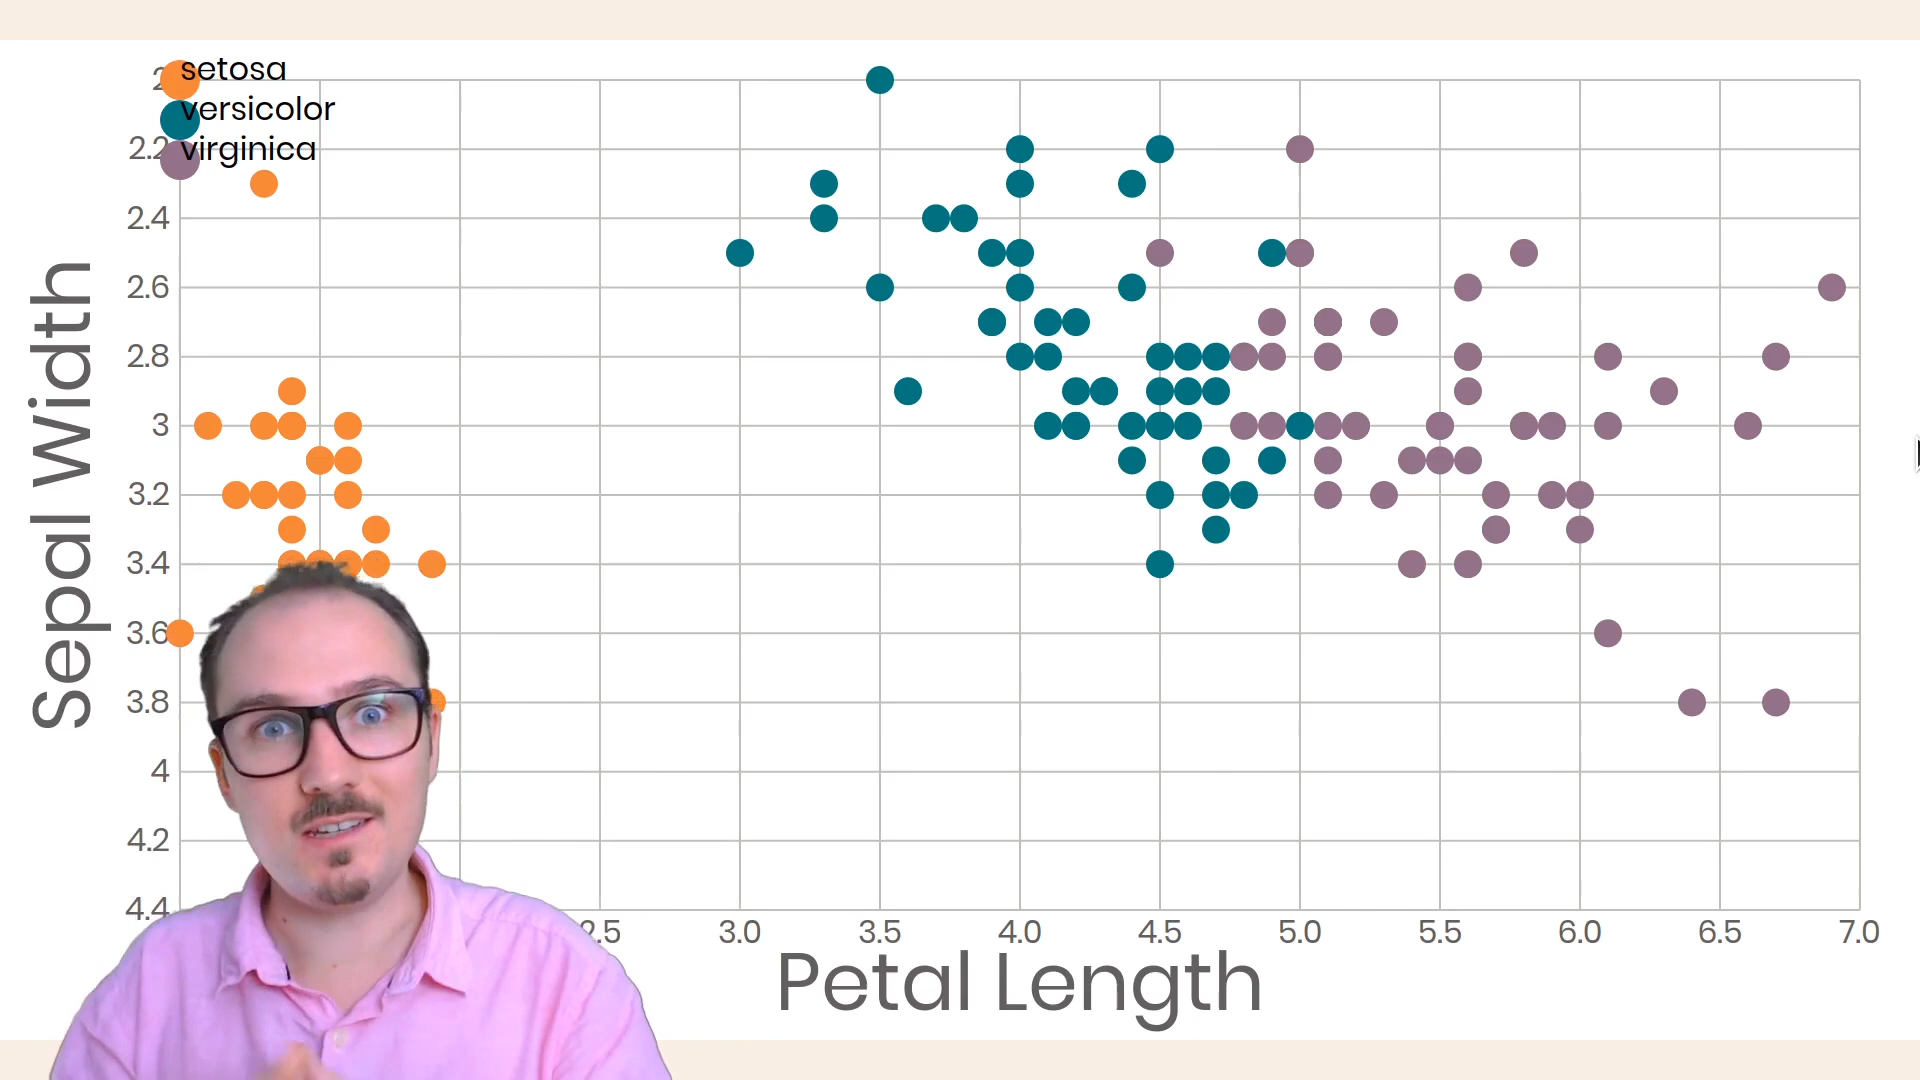 setosa
versicolor
virginica
2.2
2.4
2.6
2.8
3
3.2
3.4
3.6
3.8
4
4.2
4.4
Sepal Width
3.0 3.5 4.0 4.5 5.0 5.5 6.0 6.5 7.0
Petal Length